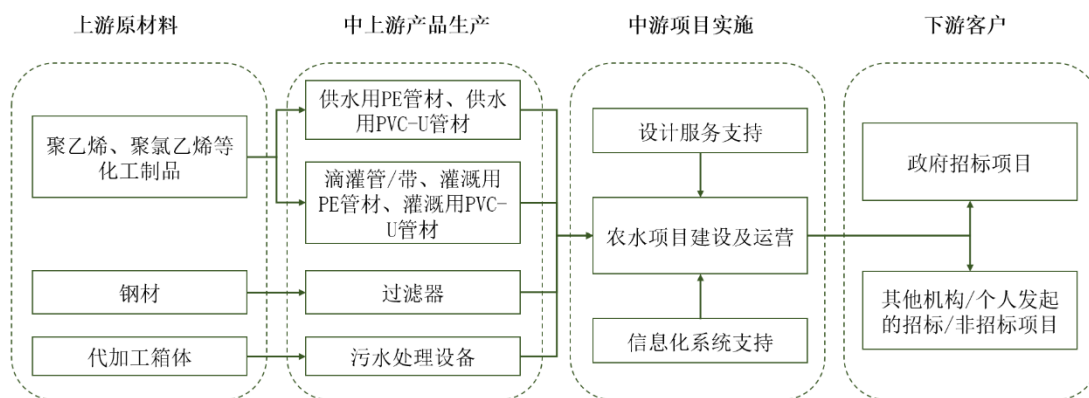 上游原材料
中上游产品生产
中游项目实施
下游客户
聚乙烯、聚氯乙烯等
化工制品
钢材
代加工箱体
供水用PE管材、供水
用PVC-U管材
滴灌管/带、灌溉用
PE管材、灌溉用PVC-
U管材
过滤器
污水处理设备
设计服务支持
农水项目建设及运营
信息化系统支持
政府招标项目
其他机构/个人发起
的招标/非招标项目